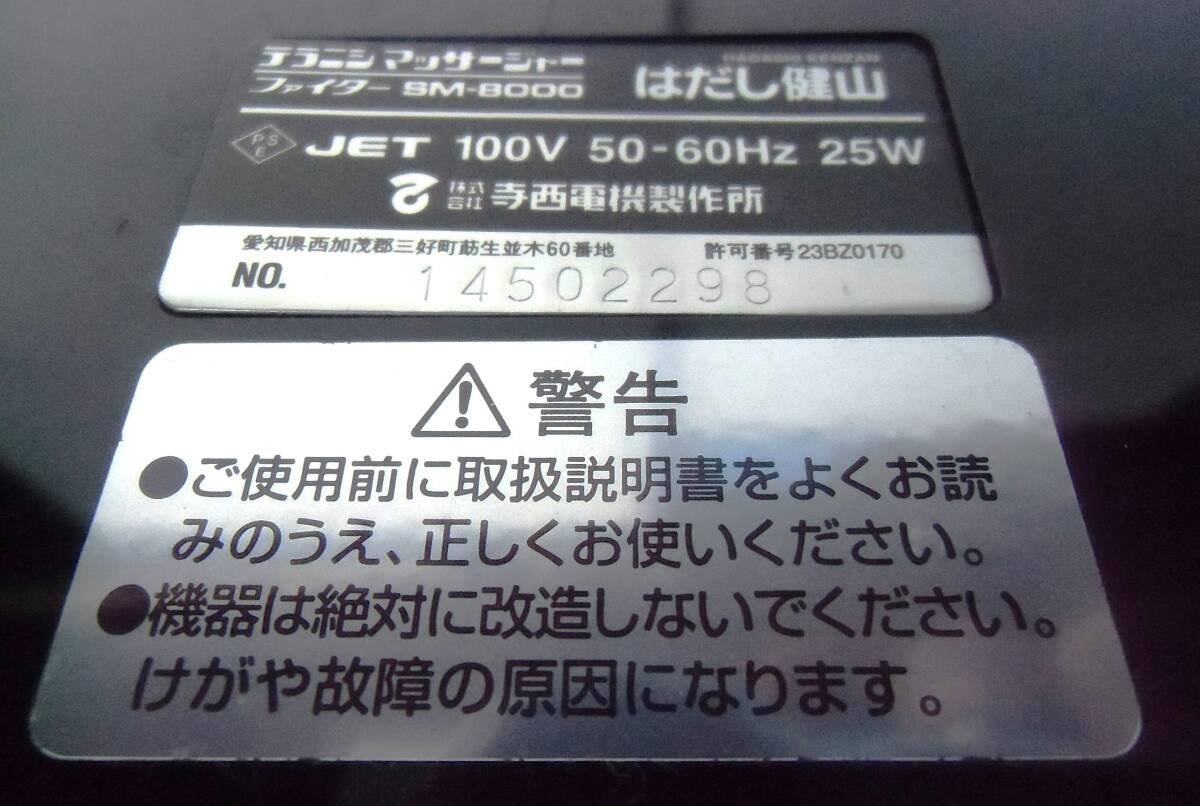 テラニシ マッサージャー
ファイター SM-8000
HADASHI KENZAN
はだし健山
PSE JET 100V 50-60Hz 25W
株式会社 寺西電機製作所
愛知県西加茂郡三好町莇生並木60番地 許可番号23BZ0170
NO. 14502298
警告
●ご使用前に取扱説明書をよくお読
みのうえ、正しくお使いください。
●機器は絶対に改造しないでください。
けがや故障の原因になります。